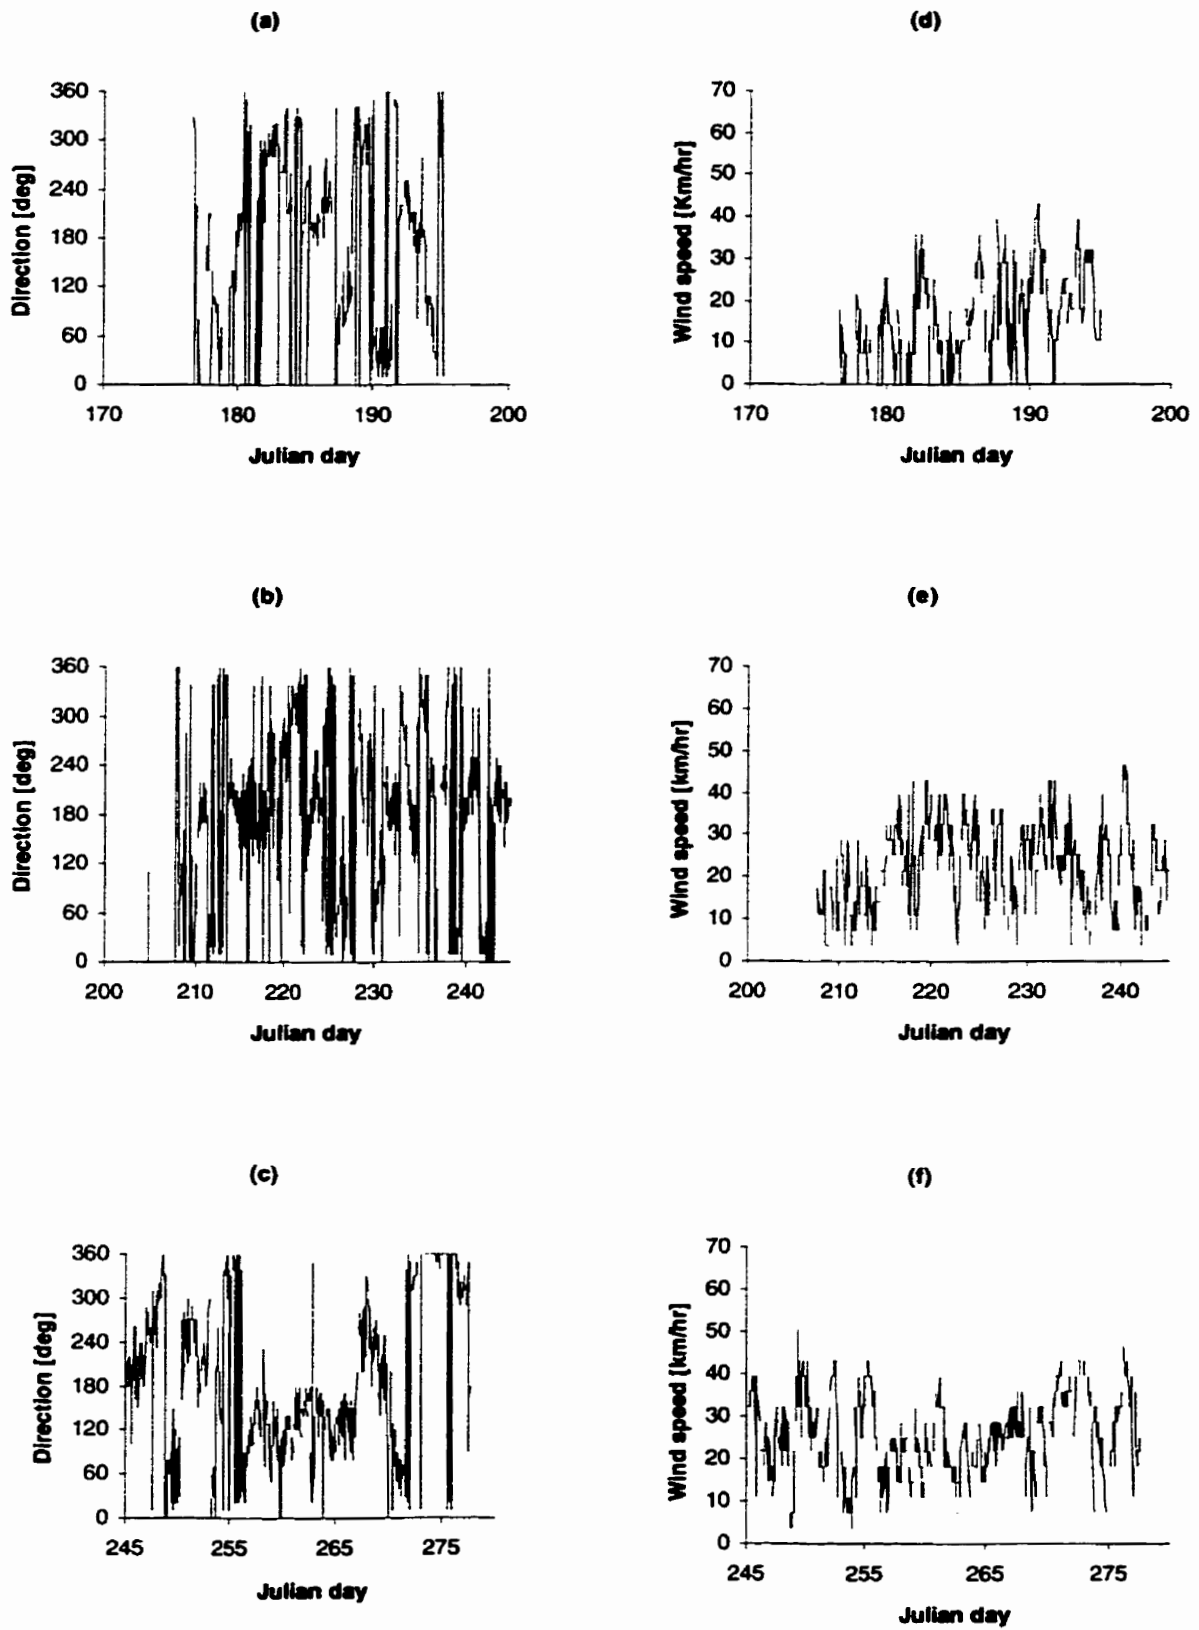 (a)
360
300
240
180
120
60
0
Direction [deg]
170 180 190 200
Julian day
(d)
70
60
50
40
30
20
10
0
Wind speed [Km/hr]
170 180 190 200
Julian day
(b)
360
300
240
180
120
60
0
Direction [deg]
200 210 220 230 240
Julian day
(e)
70
60
50
40
30
20
10
0
Wind speed [km/hr]
200 210 220 230 240
Julian day
(c)
360
300
240
180
120
60
0
Direction [deg]
245 255 265 275
Julian day
(f)
70
60
50
40
30
20
10
0
Wind speed [km/hr]
245 255 265 275
Julian day